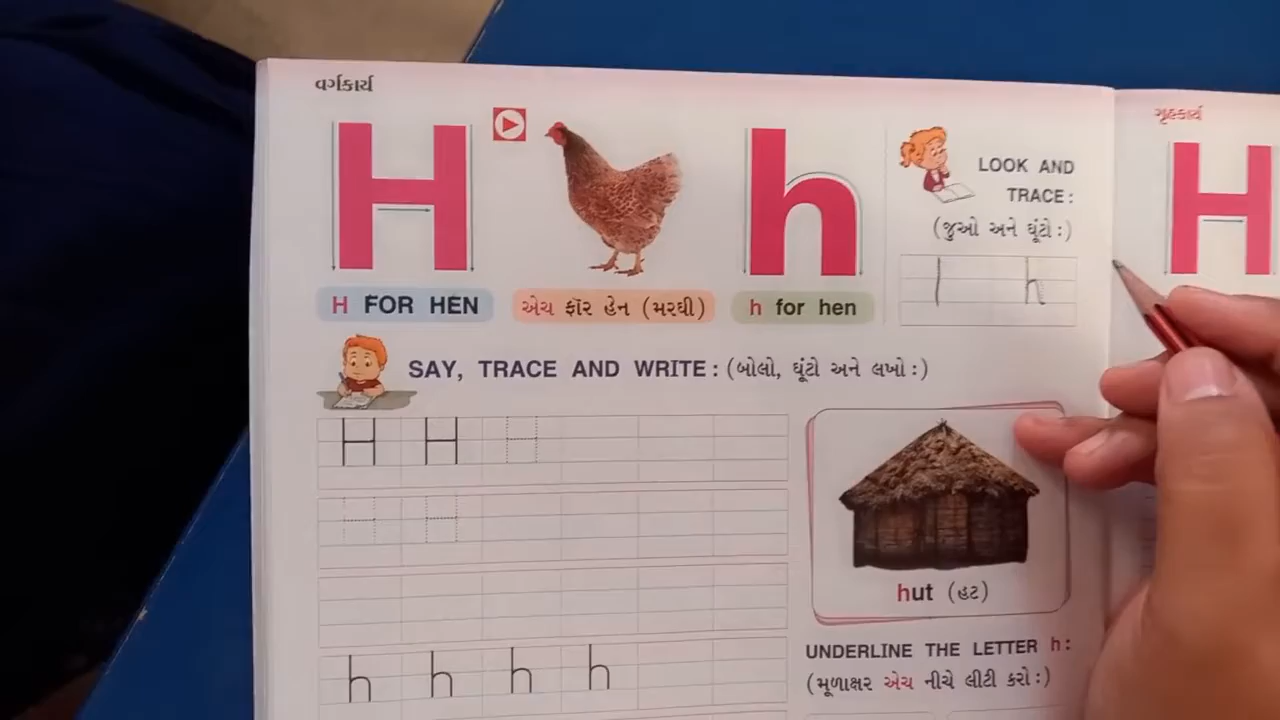 વર્ગકાર્ય
H h
H FOR HEN
એચ ફૉર હેન (મરઘી)
h for hen
LOOK AND
TRACE:
(જુઓ અને ઘૂંટો:)
l h
SAY, TRACE AND WRITE: (બોલો, ઘૂંટો અને લખો:)
H H H
H H
h h h h
hut (હટ)
UNDERLINE THE LETTER h:
(મૂળાક્ષર એચ નીચે લીટી કરો:)
ગૃહકાર્ય
H